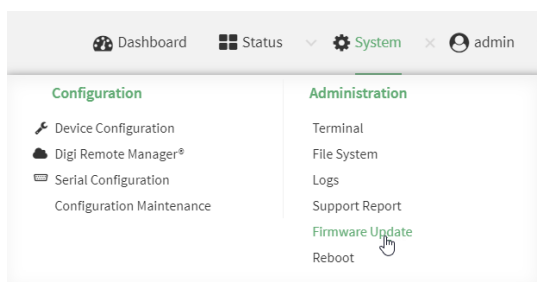 Dashboard Status System admin
Configuration
Device Configuration
Digi Remote Manager®
Serial Configuration
Configuration Maintenance
Administration
Terminal
File System
Logs
Support Report
Firmware Update
Reboot